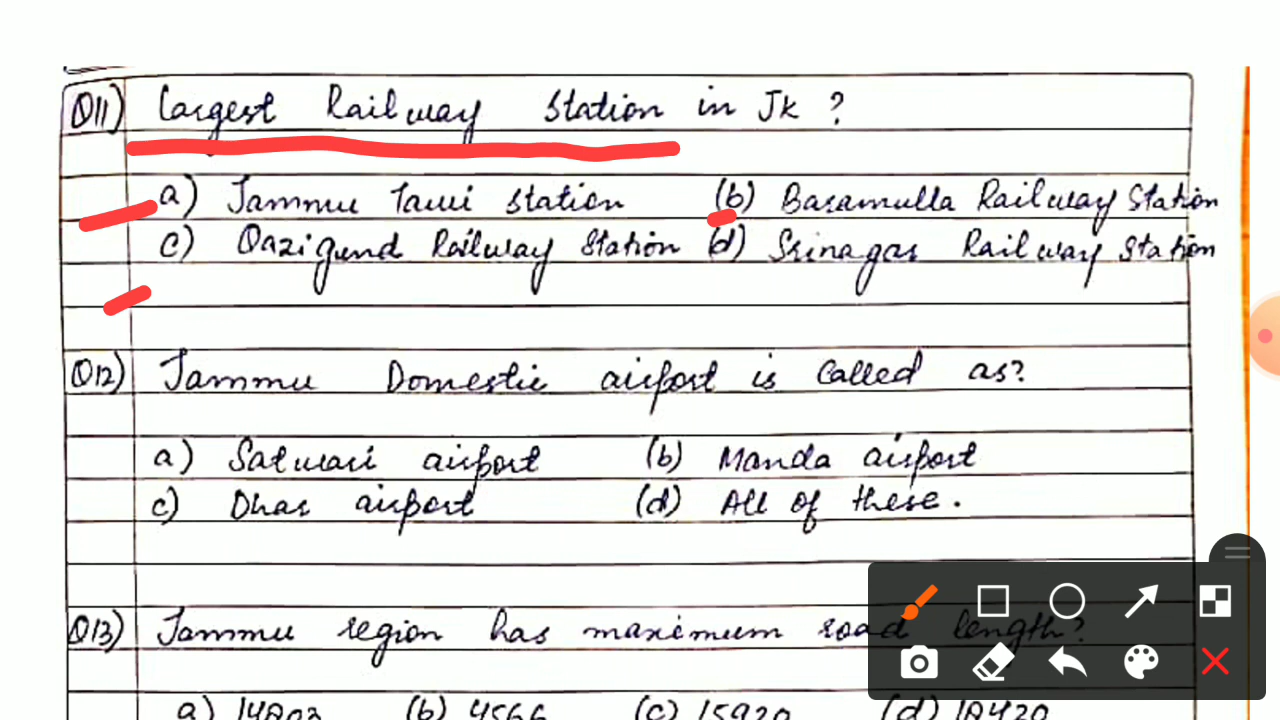 Q11) Largest Railway Station in Jk ?
a) Jammu Tawi Station (b) Baramulla Railway Station
c) Qazigund Railway Station (d) Srinagar Railway Station
Q12) Jammu Domestic airport is Called as?
a) Satwari airport (b) Manda airport
c) Dhar airport (d) All of these.
Q13) Jammu region has maximum road length?
a) (b) 4566 (c) 15920 (d)